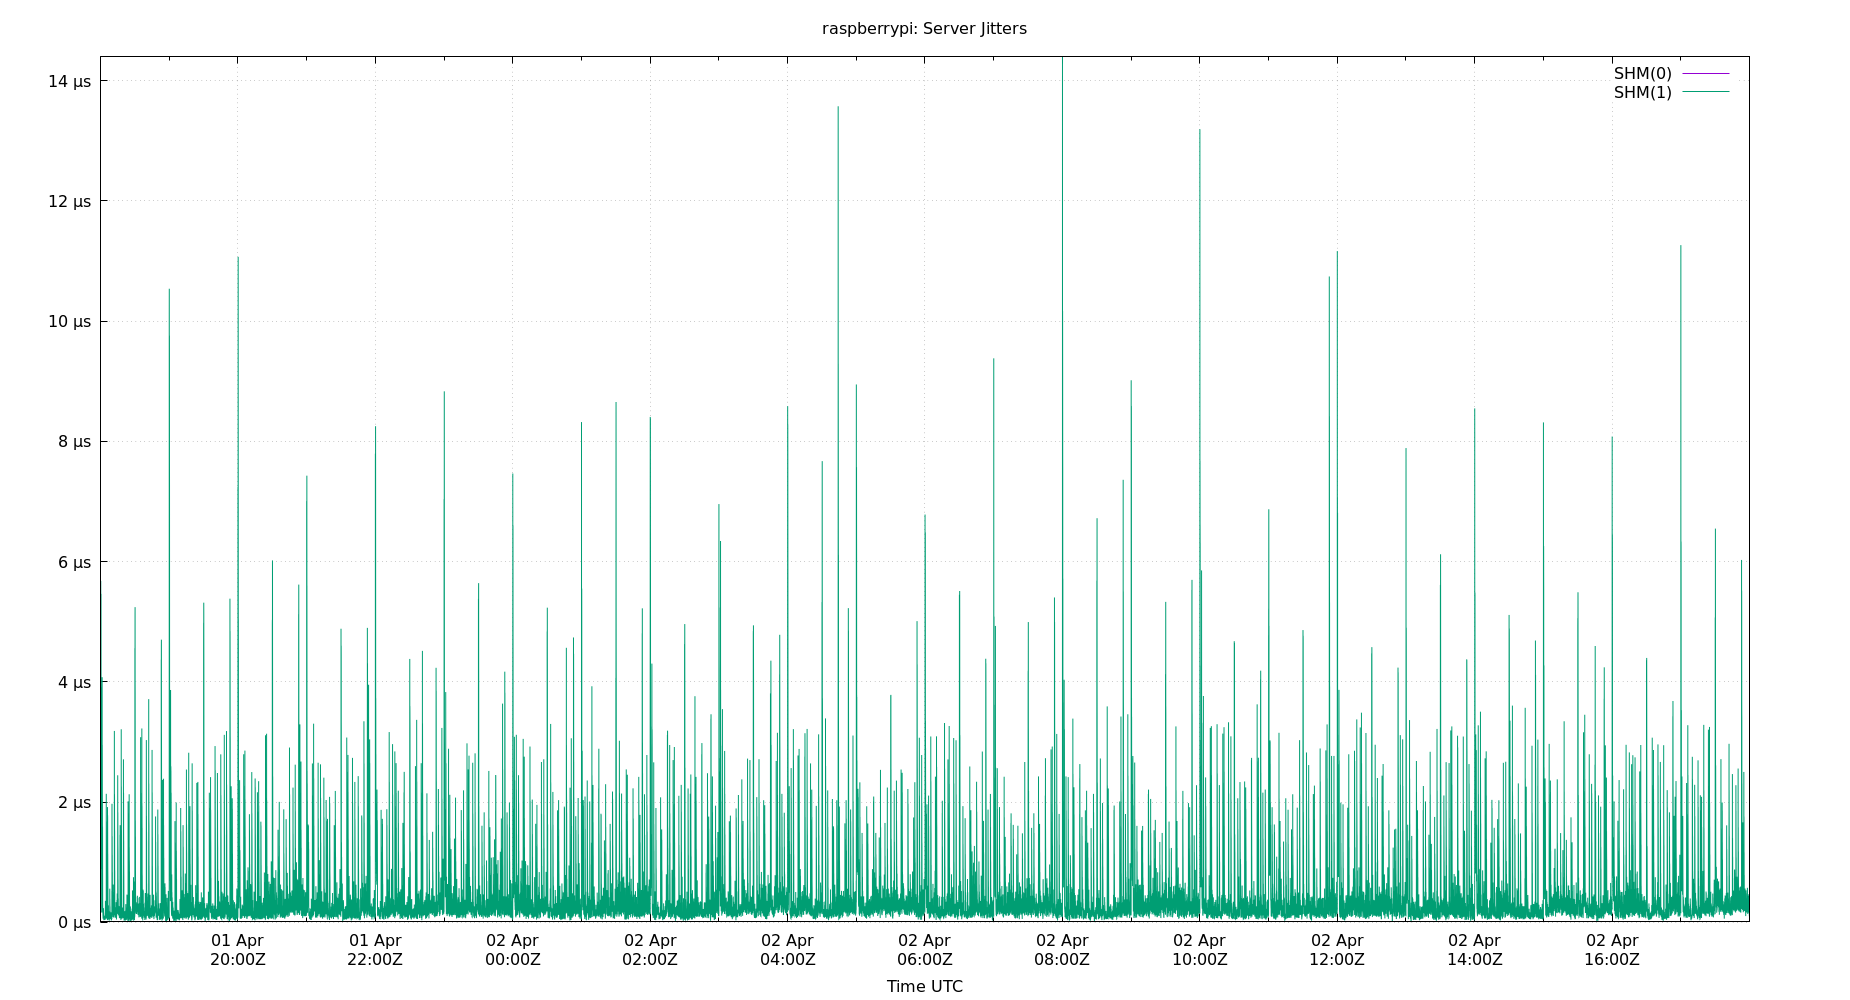 raspberrypi: Server Jitters
SHM(0)
SHM(1)
14 µs
12 µs
10 µs
8 µs
6 µs
4 µs
2 µs
0 µs
01 Apr 01 Apr 02 Apr 02 Apr 02 Apr 02 Apr 02 Apr 02 Apr 02 Apr 02 Apr 02 Apr
20:00Z 22:00Z 00:00Z 02:00Z 04:00Z 06:00Z 08:00Z 10:00Z 12:00Z 14:00Z 16:00Z
Time UTC